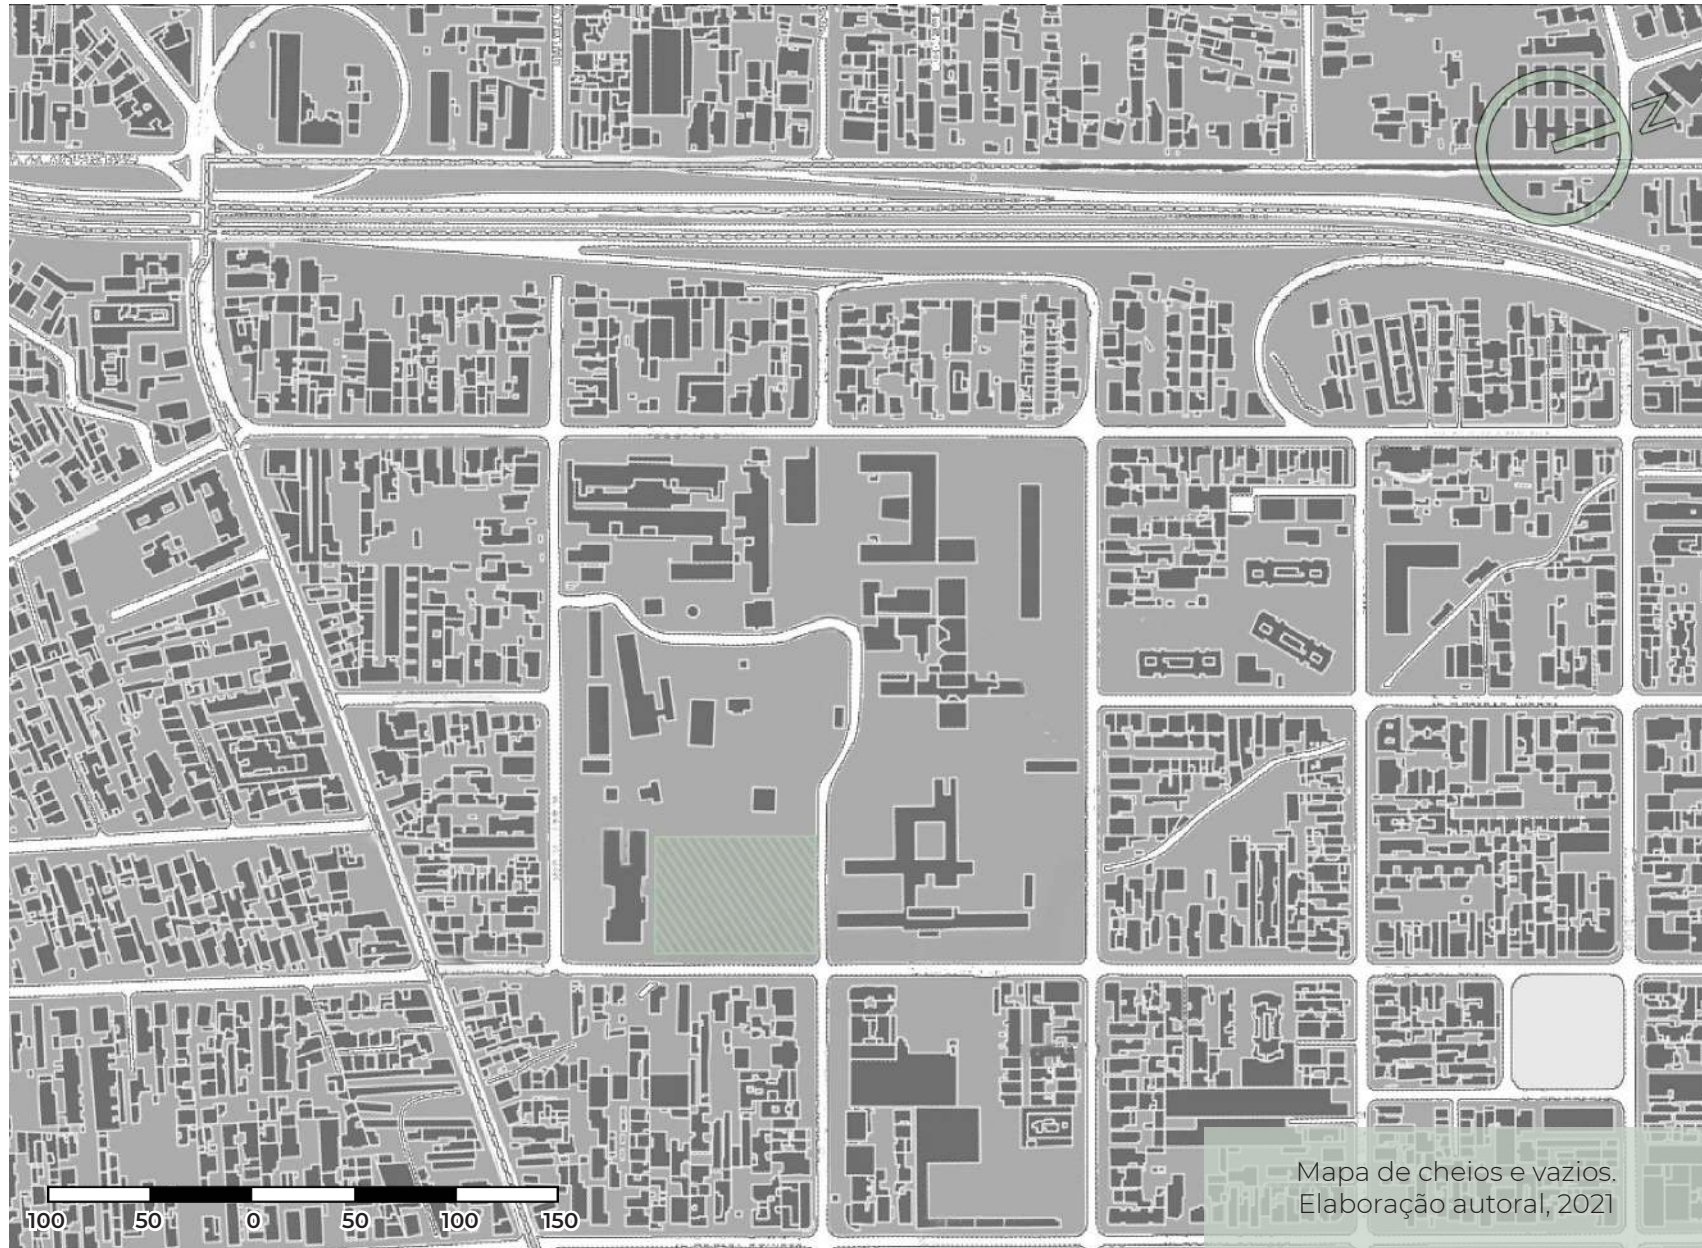 N
Mapa de cheios e vazios.
Elaboração autoral, 2021
100 50 0 50 100 150